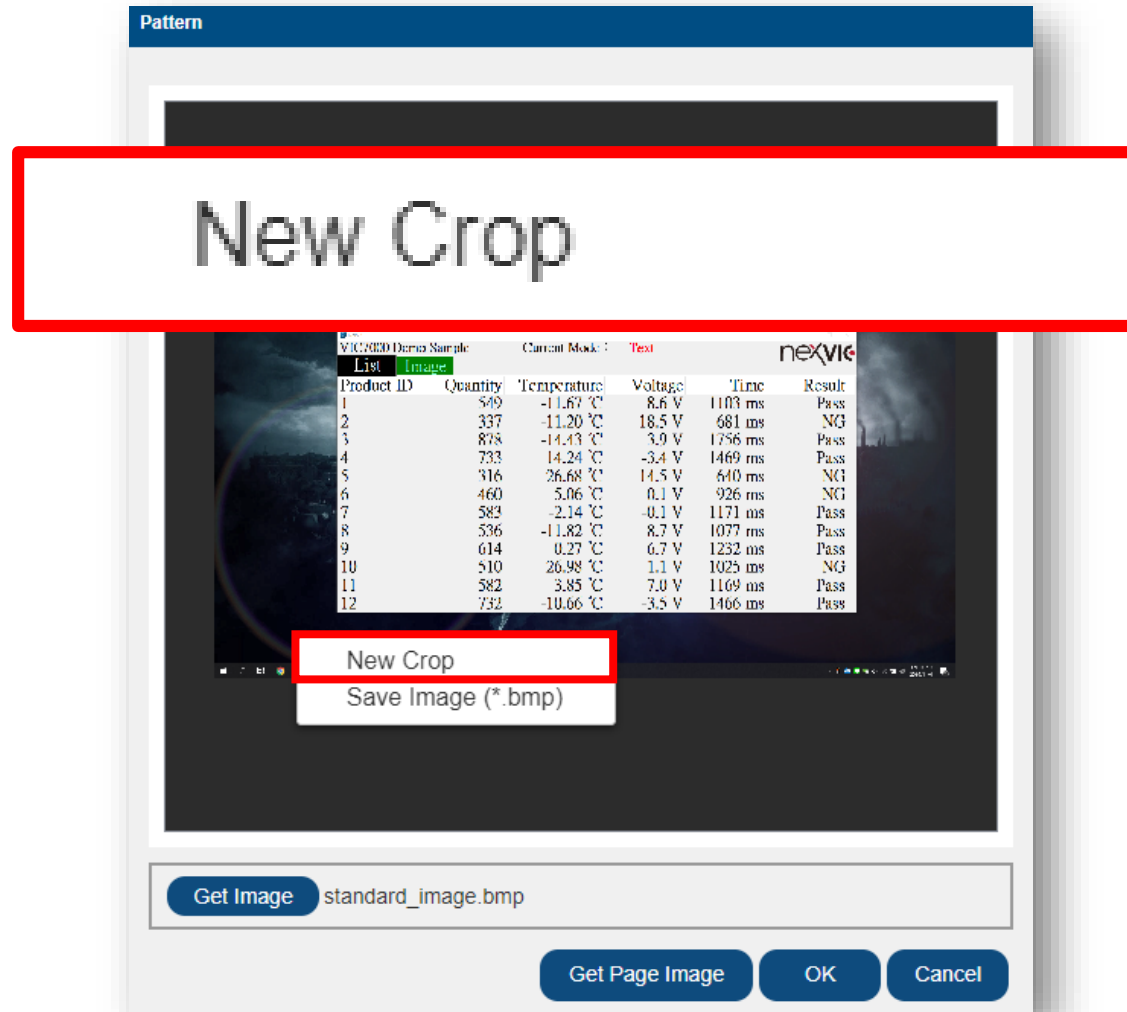 Pattern
New Crop
VIC7000 Demo Sample Current Mode : Text nexvic
List Image
Product ID Quantity Temperature Voltage Time Result
1 549 -11.67 ℃ 8.6 V 1103 ms Pass
2 337 -11.20 ℃ 18.5 V 681 ms NG
3 878 -14.43 ℃ 3.9 V 1756 ms Pass
4 733 14.24 ℃ -3.4 V 1469 ms Pass
5 316 26.68 ℃ 14.5 V 640 ms NG
6 460 5.06 ℃ 0.1 V 926 ms NG
7 583 -2.14 ℃ -0.1 V 1171 ms Pass
8 536 -11.82 ℃ 8.7 V 1077 ms Pass
9 614 0.27 ℃ 6.7 V 1232 ms Pass
10 510 26.98 ℃ 1.1 V 1025 ms NG
11 582 3.85 ℃ 7.0 V 1169 ms Pass
12 732 -10.66 ℃ -3.5 V 1466 ms Pass
New Crop
Save Image (*.bmp)
Get Image standard_image.bmp
Get Page Image OK Cancel